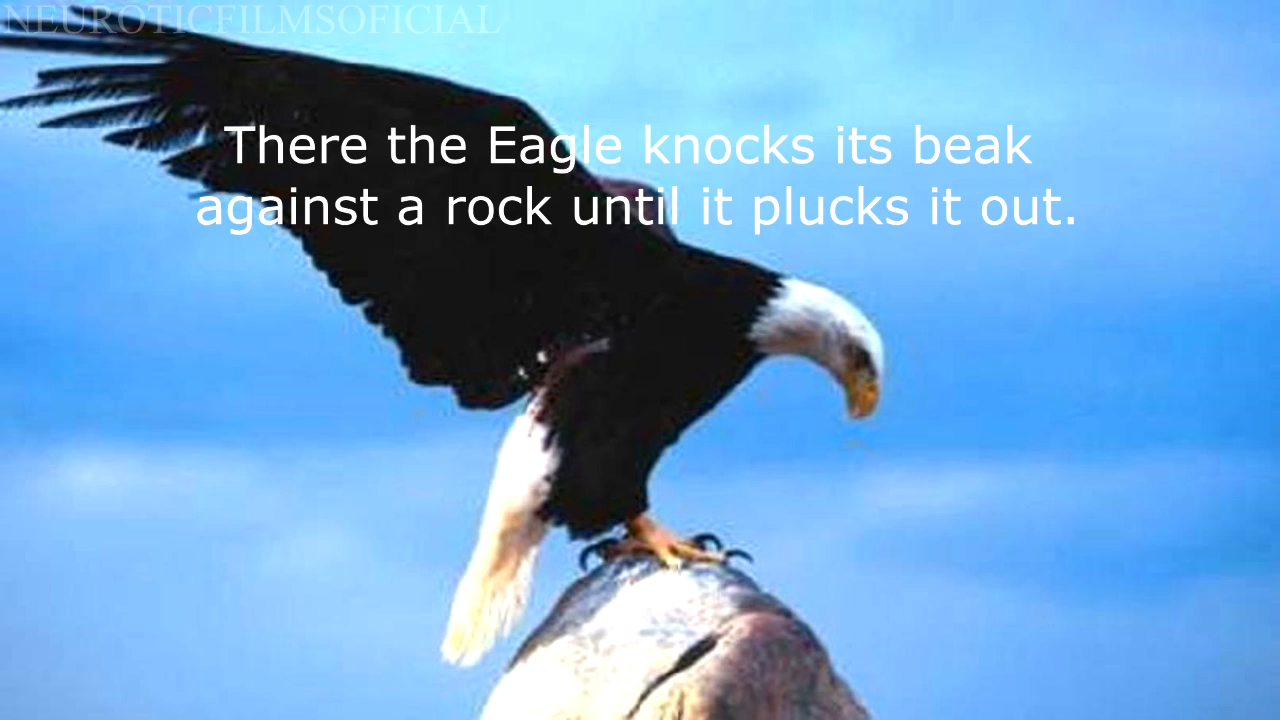 NEUROTICFILMSOFICIAL
There the Eagle knocks its beak
against a rock until it plucks it out.